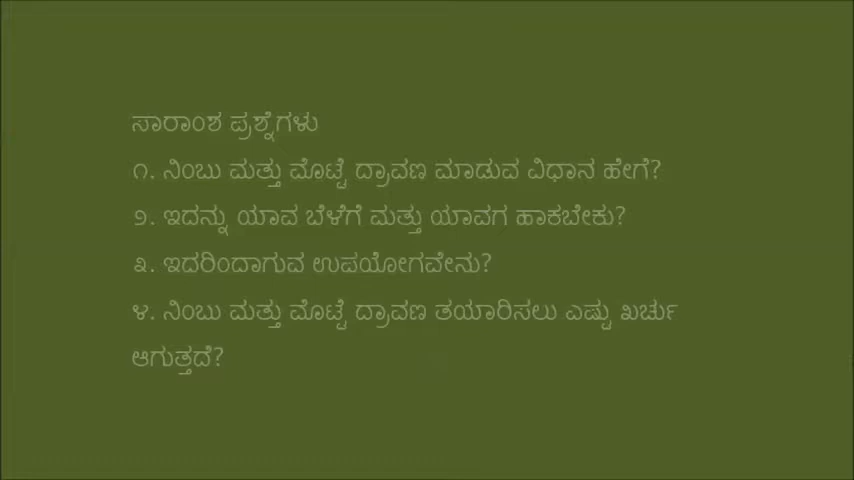 ಸಾರಾಂಶ ಪ್ರಶ್ನೆಗಳು
೧. ನಿಂಬು ಮತ್ತು ಮೊಟ್ಟೆ ದ್ರಾವಣ ಮಾಡುವ ವಿಧಾನ ಹೇಗೆ?
೨. ಇದನ್ನು ಯಾವ ಬೆಳೆಗೆ ಮತ್ತು ಯಾವಗ ಹಾಕಬೇಕು?
೩. ಇದರಿಂದಾಗುವ ಉಪಯೋಗವೇನು?
೪. ನಿಂಬು ಮತ್ತು ಮೊಟ್ಟೆ ದ್ರಾವಣ ತಯಾರಿಸಲು ಎಷ್ಟು ಖರ್ಚು
ಆಗುತ್ತದೆ?